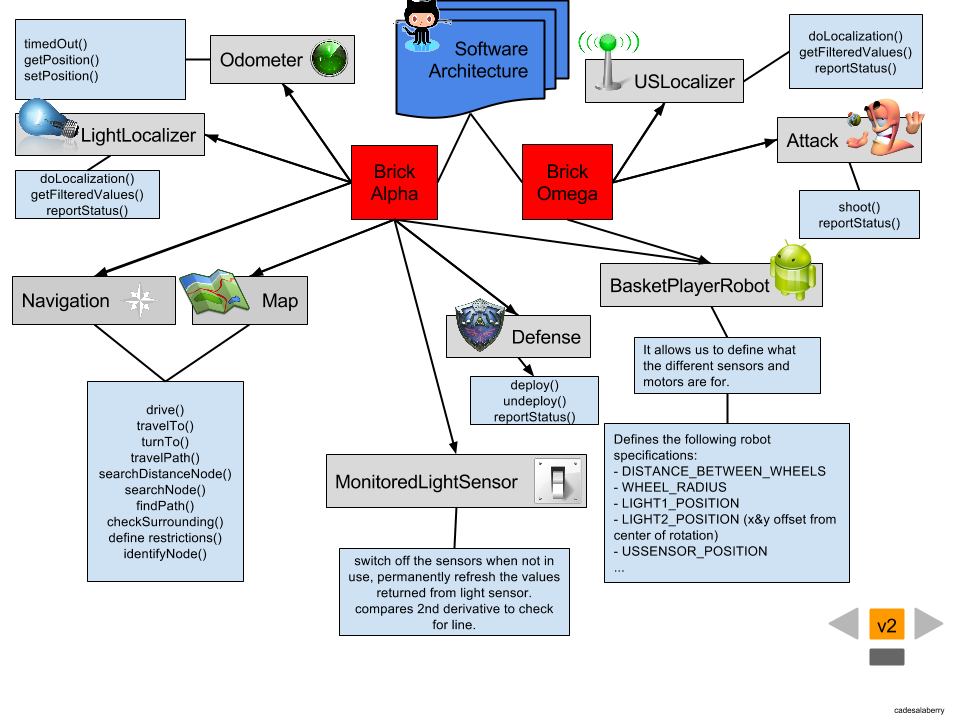 Software
Architecture
timedOut()
getPosition()
setPosition()
Odometer
USLocalizer
doLocalization()
getFilteredValues()
reportStatus()
LightLocalizer
doLocalization()
getFilteredValues()
reportStatus()
Brick
Alpha
Brick
Omega
Attack
shoot()
reportStatus()
Navigation
Map
Defense
BasketPlayerRobot
deploy()
undeploy()
reportStatus()
It allows us to define what
the different sensors and
motors are for.
drive()
travelTo()
turnTo()
travelPath()
searchDistanceNode()
searchNode()
findPath()
checkSurrounding()
define restrictions()
identifyNode()
MonitoredLightSensor
switch off the sensors when not in
use, permanently refresh the values
returned from light sensor.
compares 2nd derivative to check
for line.
Defines the following robot
specifications:
- DISTANCE_BETWEEN_WHEELS
- WHEEL_RADIUS
- LIGHT1_POSITION
- LIGHT2_POSITION (x&y offset from
center of rotation)
- USSENSOR_POSITION
...
v2
cadesalaberry